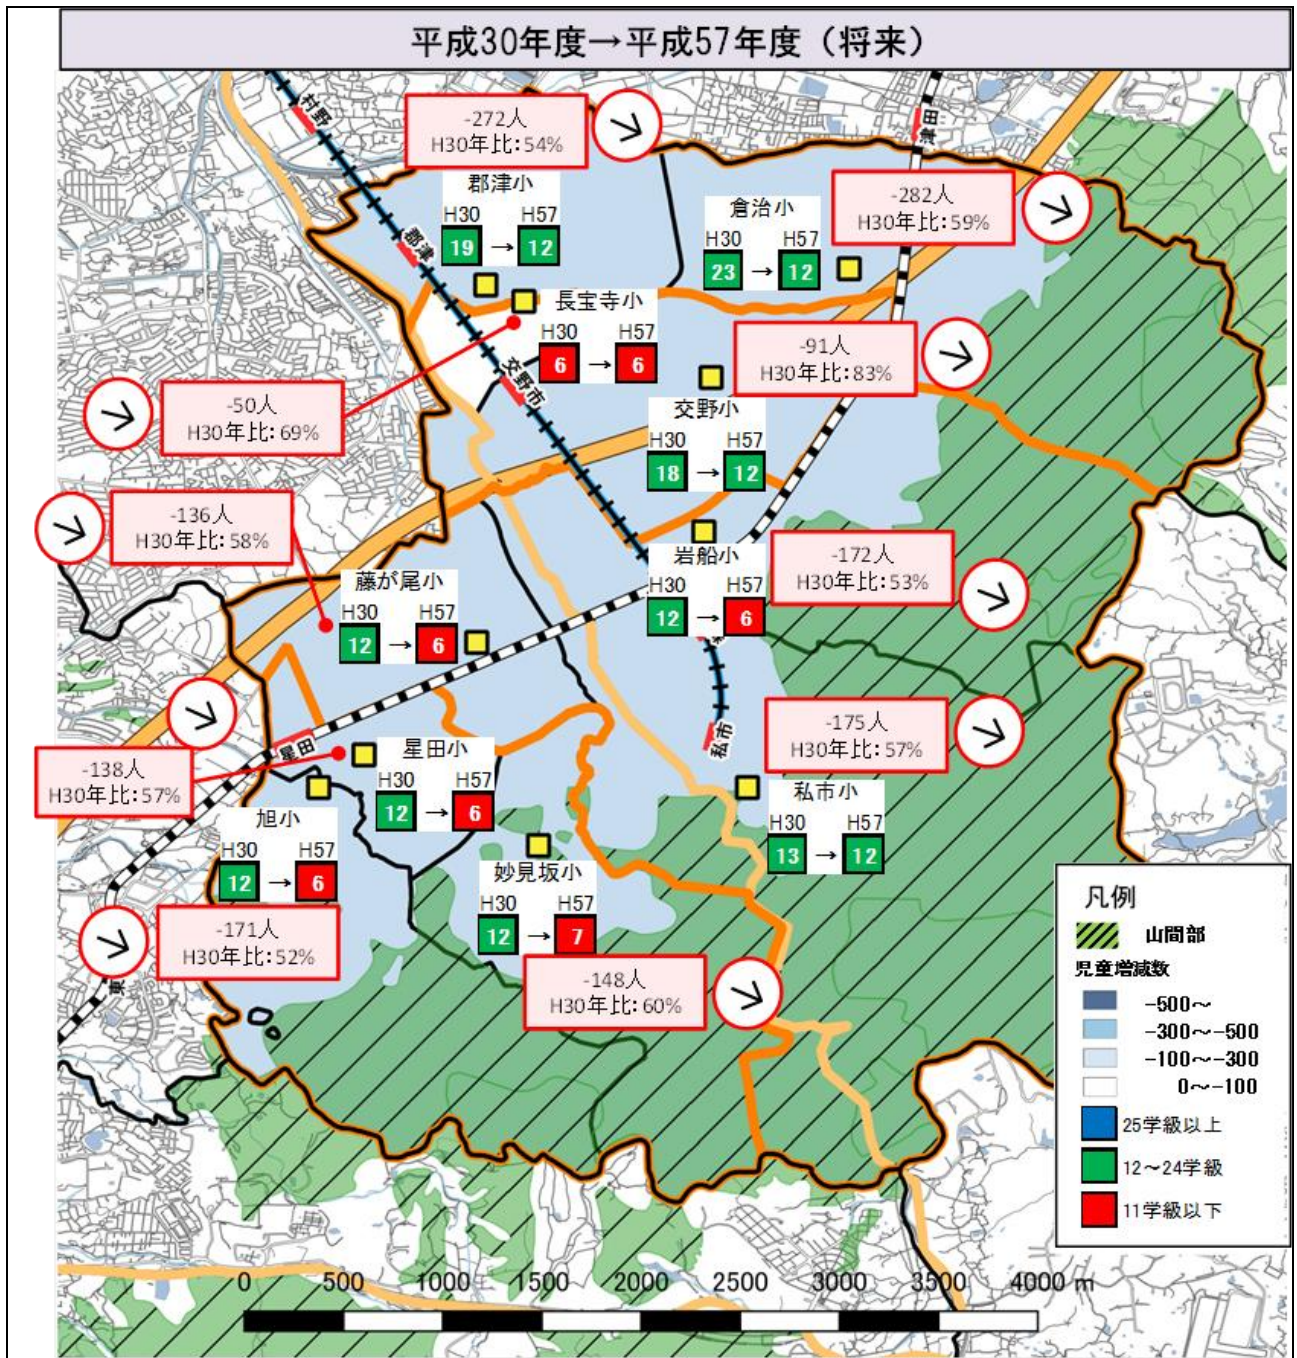 平成30年度→平成57年度（将来）
村野
津田
-272人
H30年比:54%
郡津小
H30 H57
19 → 12
郡津
倉治小
H30 H57
23 → 12
-282人
H30年比:59%
長宝寺小
H30 H57
6 → 6
交野市
-91人
H30年比:83%
-50人
H30年比:69%
交野小
H30 H57
18 → 12
-136人
H30年比:58%
岩船小
H30 H57
12 → 6
-172人
H30年比:53%
藤が尾小
H30 H57
12 → 6
-175人
H30年比:57%
私市
星田
星田小
H30 H57
12 → 6
-138人
H30年比:57%
私市小
H30 H57
13 → 12
旭小
H30 H57
12 → 6
妙見坂小
H30 H57
12 → 7
-171人
H30年比:52%
-148人
H30年比:60%
東
凡例
山間部
児童増減数
-500～
-300～-500
-100～-300
0～-100
25学級以上
12～24学級
11学級以下
0 500 1000 1500 2000 2500 3000 3500 4000 m